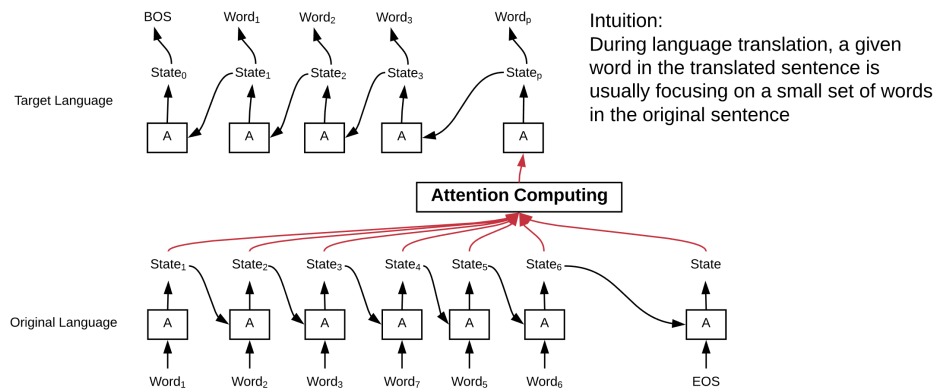 BOS Word₁ Word₂ Word₃ Wordₚ
Intuition:
During language translation, a given
word in the translated sentence is
usually focusing on a small set of words
in the original sentence
State₀ State₁ State₂ State₃ Stateₚ
Target Language
A A A A A
Attention Computing
State₁ State₂ State₃ State₄ State₅ State₆ State
Original Language
A A A A A A A
Word₁ Word₂ Word₃ Word₇ Word₅ Word₆ EOS